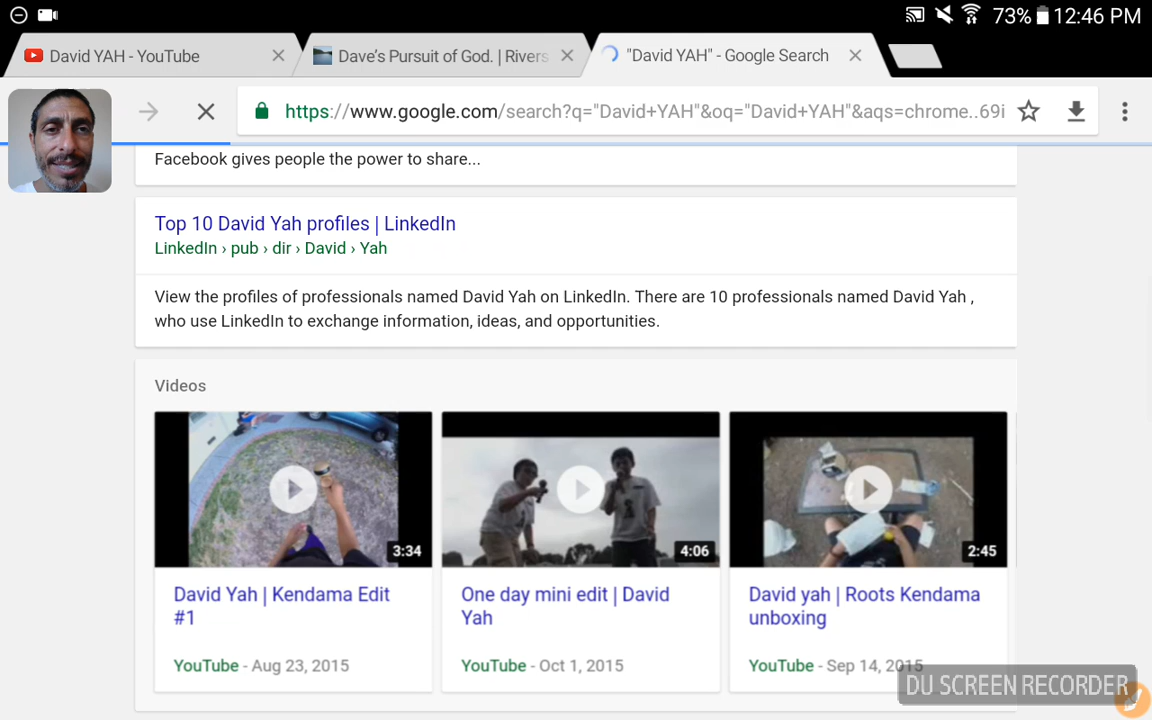 73% 12:46 PM
David YAH - YouTube
Dave's Pursuit of God. | Rivers
"David YAH" - Google Search
https://www.google.com/search?q="David+YAH"&oq="David+YAH"&aqs=chrome..69i
Facebook gives people the power to share...
Top 10 David Yah profiles | LinkedIn
LinkedIn › pub › dir › David › Yah
View the profiles of professionals named David Yah on LinkedIn. There are 10 professionals named David Yah ,
who use LinkedIn to exchange information, ideas, and opportunities.
Videos
3:34
4:06
2:45
David Yah | Kendama Edit
#1
YouTube - Aug 23, 2015
One day mini edit | David
Yah
YouTube - Oct 1, 2015
David yah | Roots Kendama
unboxing
YouTube - Sep 14, 2015
DU SCREEN RECORDER